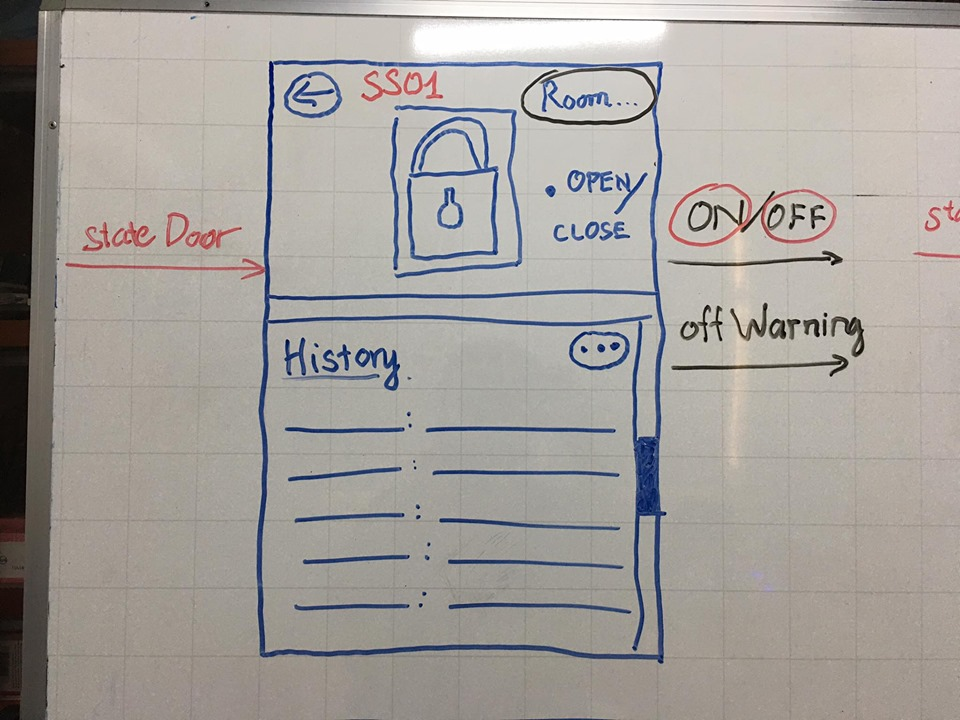 SS01
Room...
• OPEN/
CLOSE
state Door
ON/OFF
off Warning
History
...